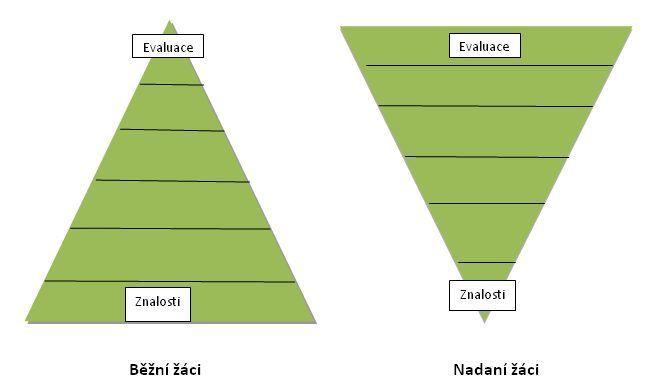 Evaluace
Evaluace
Znalosti
Znalosti
Běžní žáci
Nadaní žáci